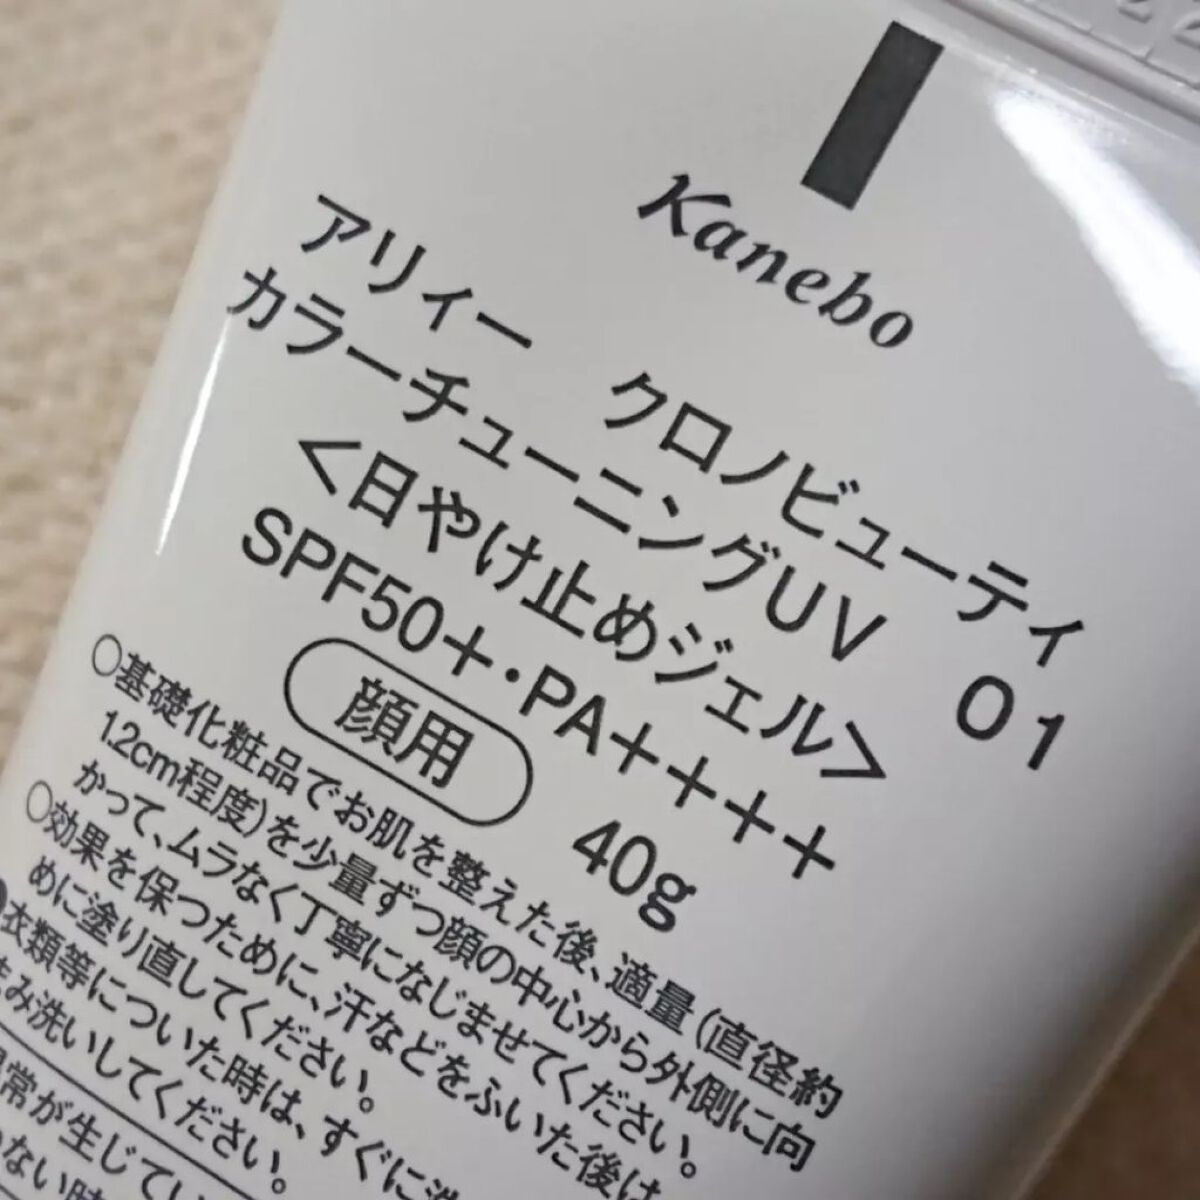 Kanebo
アリィー クロノビューティ
カラーチューニングUV 01
<日やけ止めジェル>
SPF50+・PA++++
顔用 40g
○基礎化粧品でお肌を整えた後、適量(直径約
1.2cm程度)を少量ずつ顔の中心から外側に向
かって、ムラなく丁寧になじませてください。
○効果を保つために、汗などをふいた後は
めに塗り直してください。
●衣類等についた時は、すぐに洗
み洗いしてください。
常が生じてい
ない時